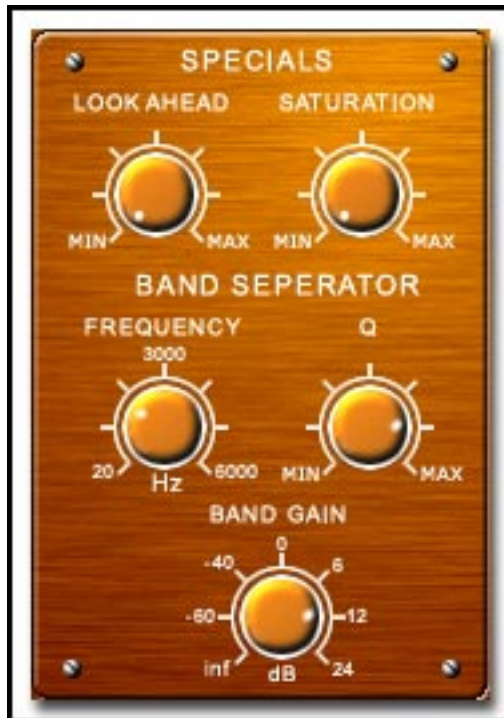 SPECIALS
LOOK AHEAD SATURATION
MIN MAX MIN MAX
BAND SEPERATOR
FREQUENCY Q
3000
20 Hz 6000 MIN MAX
BAND GAIN
0
-40 6
-60 12
inf dB 24